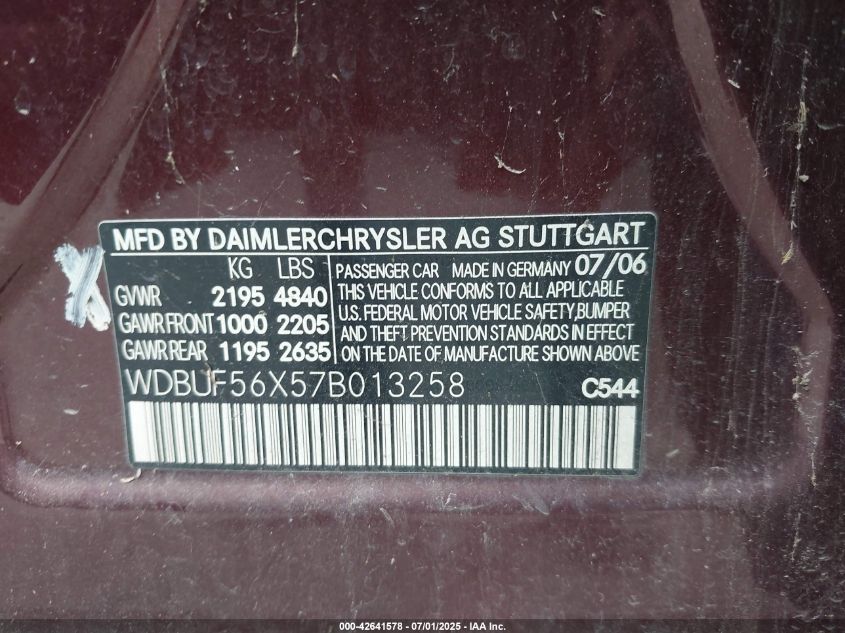 MFD BY DAIMLERCHRYSLER AG STUTTGART
KG LBS
GVWR 2195 4840
GAWR FRONT 1000 2205
GAWR REAR 1195 2635
PASSENGER CAR MADE IN GERMANY 07/06
THIS VEHICLE CONFORMS TO ALL APPLICABLE
U.S. FEDERAL MOTOR VEHICLE SAFETY,BUMPER
AND THEFT PREVENTION STANDARDS IN EFFECT
ON THE DATE OF MANUFACTURE SHOWN ABOVE.
WDBUF56X57B013258
C544
000-42641578 - 07/01/2025 - IAA Inc.